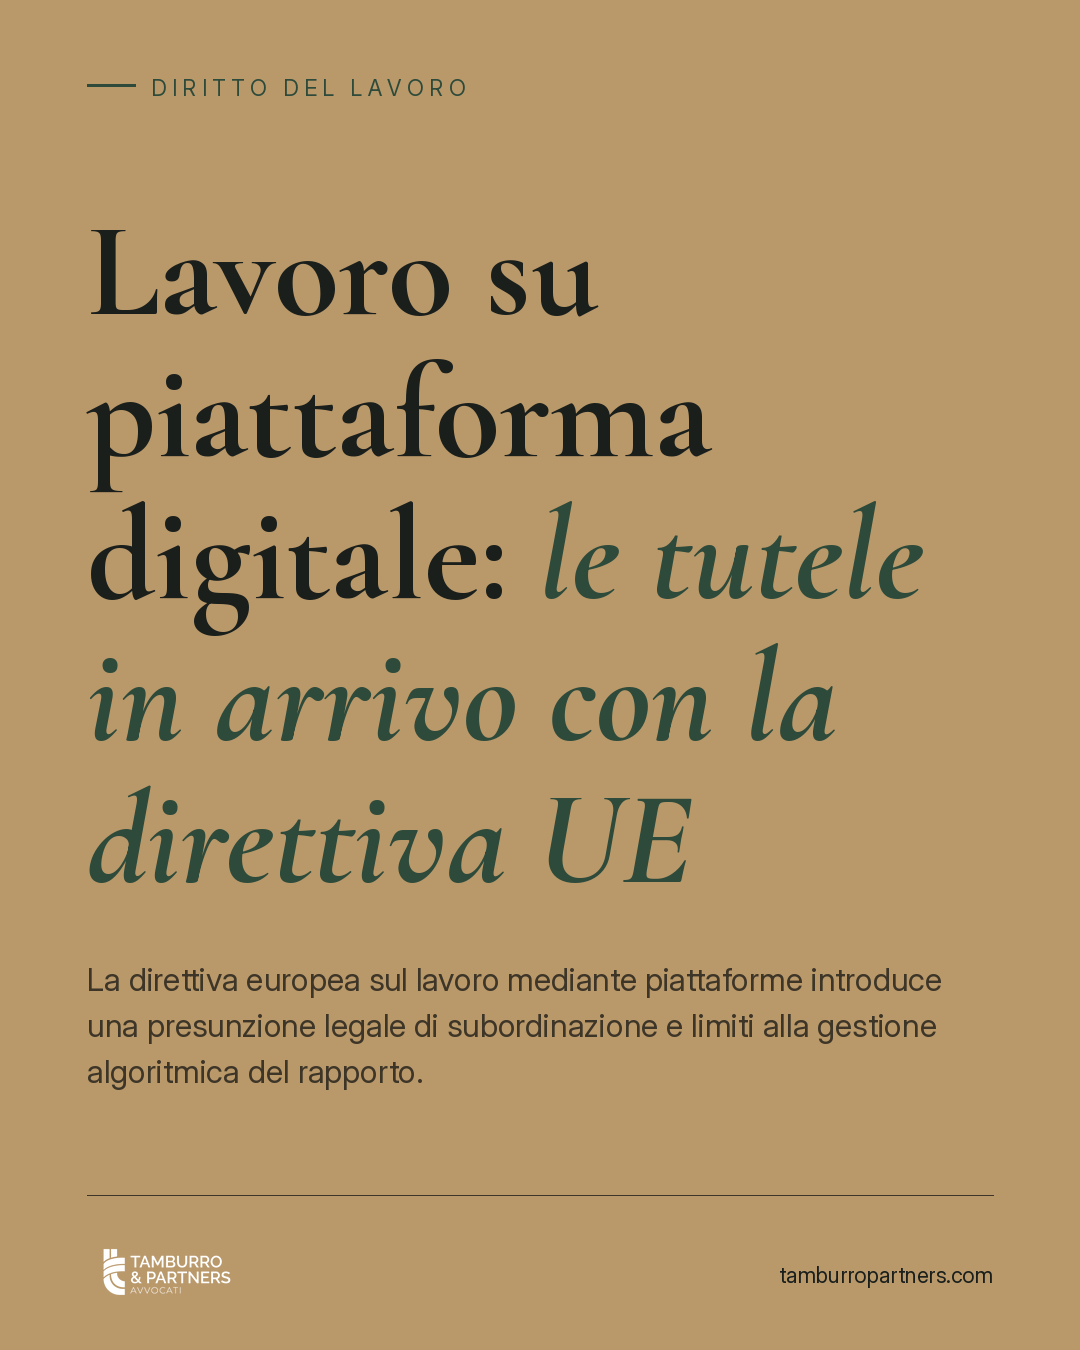 DIRITTO DEL LAVORO
Lavoro su
piattaforma
digitale: le tutele
in arrivo con la
direttiva UE
La direttiva europea sul lavoro mediante piattaforme introduce
una presunzione legale di subordinazione e limiti alla gestione
algoritmica del rapporto.
TAMBURRO
& PARTNERS
AVVOCATI
tamburropartners.com